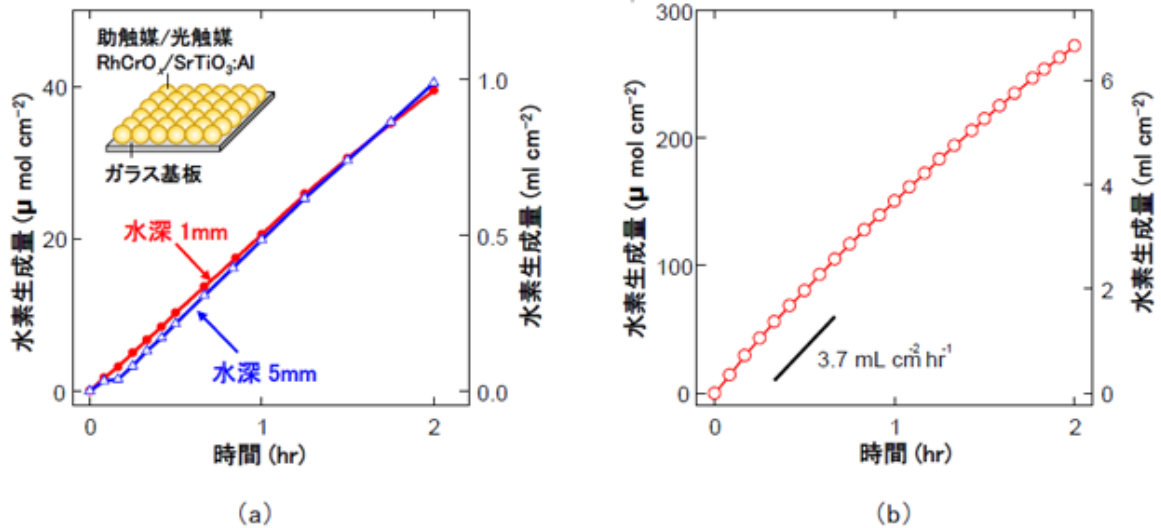 助触媒/光触媒
RhCrOₓ/SrTiO₃:Al
ガラス基板
水深 1mm
水深 5mm
水素生成量 (μ mol cm⁻²)
40
20
0
水素生成量 (ml cm⁻²)
1.0
0.5
0.0
0 1 2
時間 (hr)
(a)
水素生成量 (μ mol cm⁻²)
300
200
100
0
3.7 mL cm⁻² hr⁻¹
水素生成量 (ml cm⁻²)
6
4
2
0
0 1 2
時間 (hr)
(b)